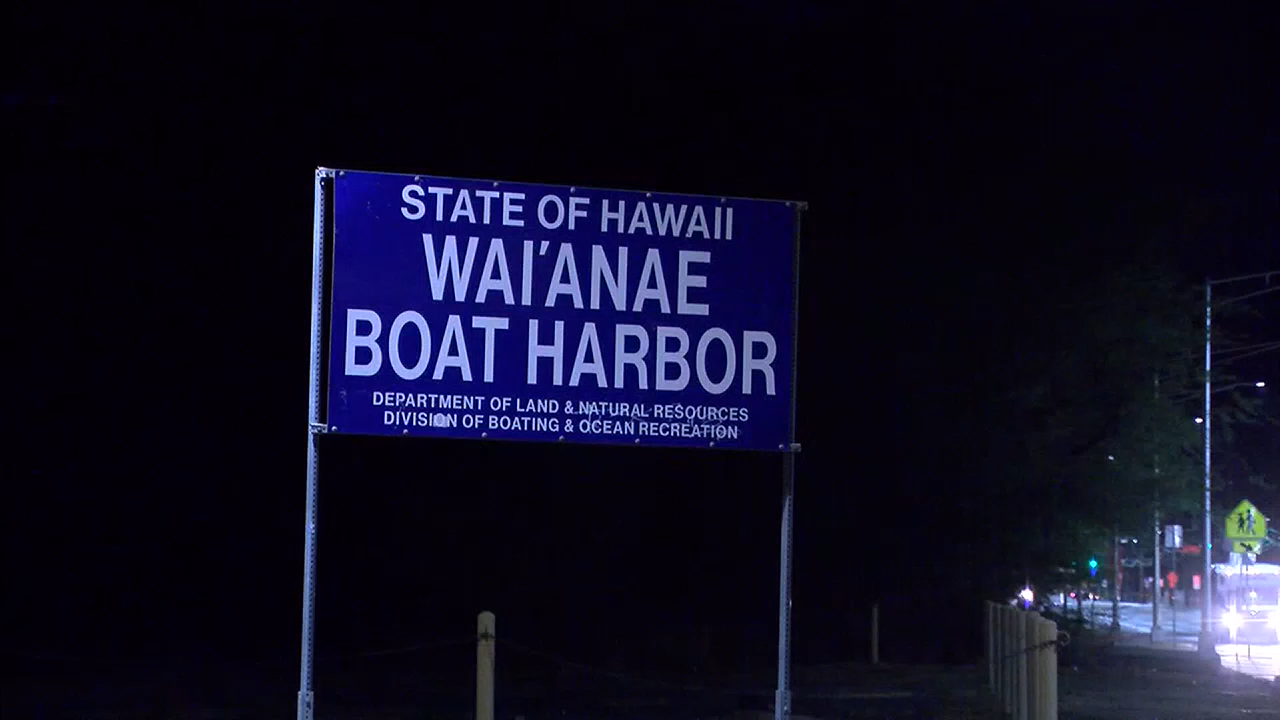 STATE OF HAWAII
WAI'ANAE
BOAT HARBOR
DEPARTMENT OF LAND & NATURAL RESOURCES
DIVISION OF BOATING & OCEAN RECREATION